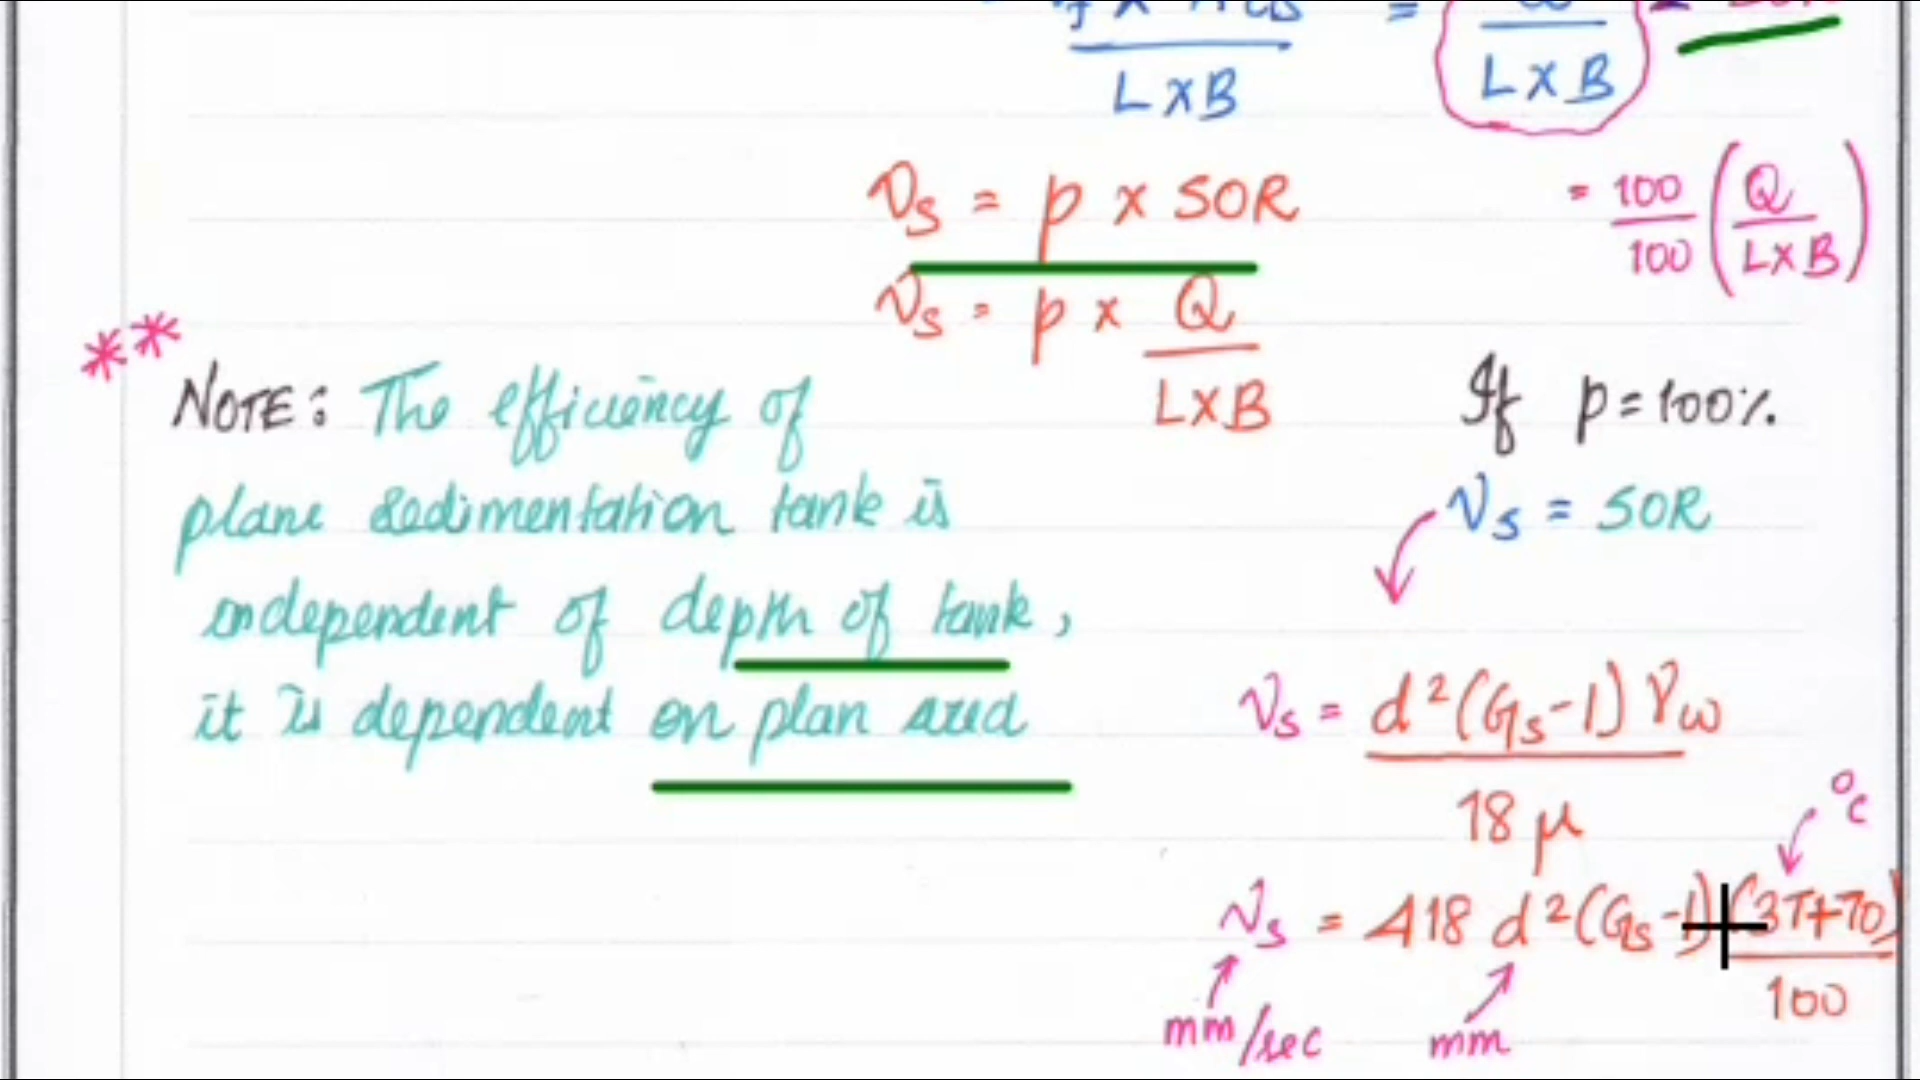 L×B
L×B
Vs = p × SOR
= 100/100 (Q/L×B)
Vs = p × Q/L×B
**
NOTE: The efficiency of
plane sedimentation tank is
independent of depth of tank,
it is dependent on plan area
If p = 100%.
Vs = SOR
Vs = d²(Gs-1)γw
18 μ
°c
Vs = 418 d²(Gs-1)(3T+70)
100
mm/sec
mm